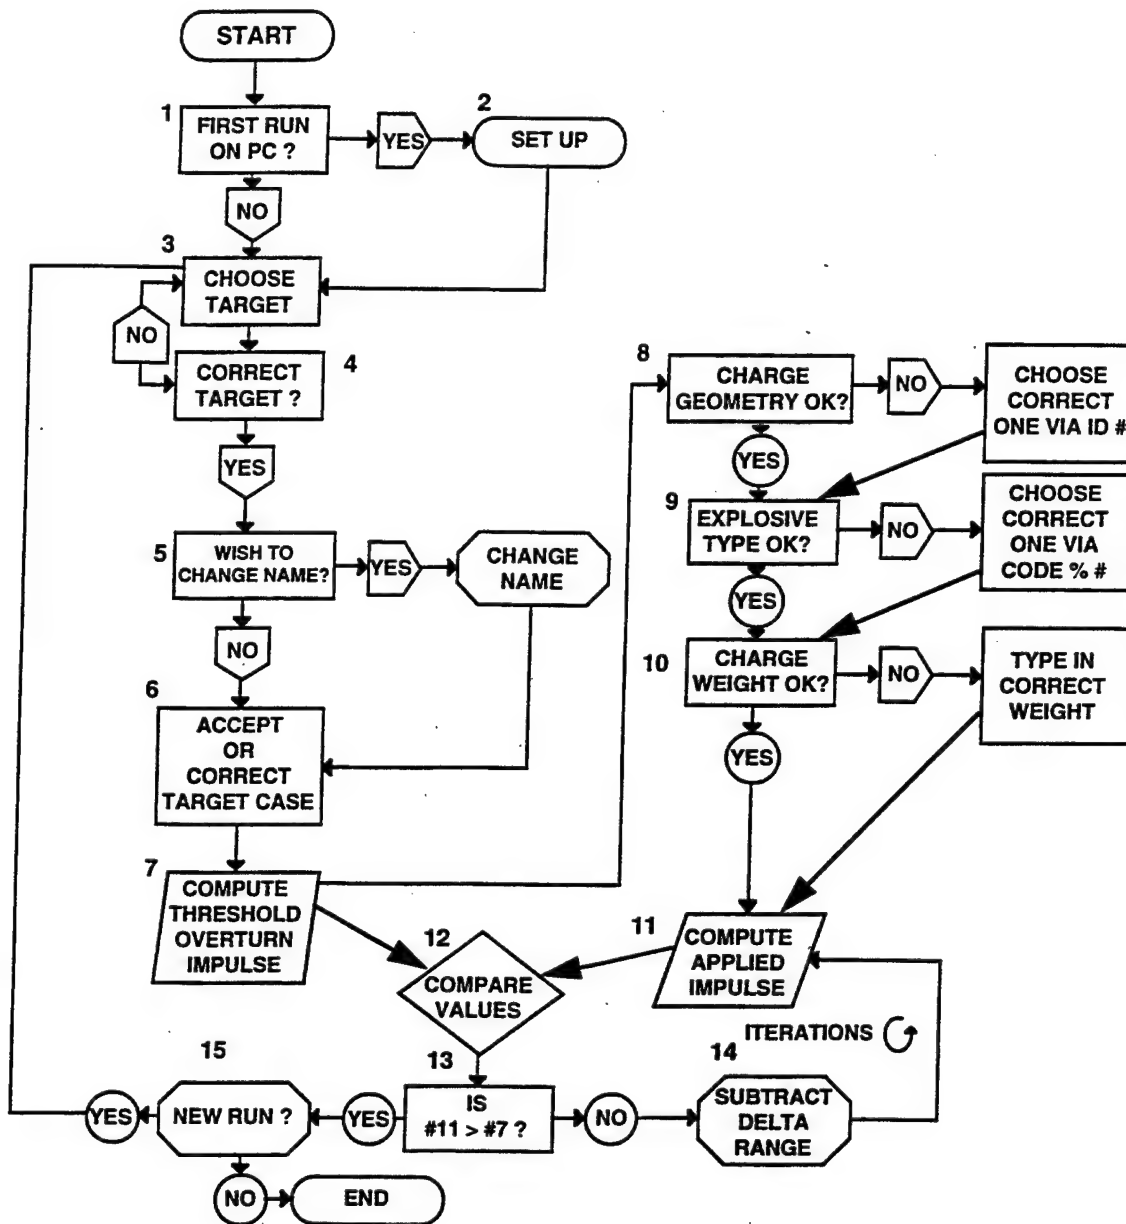 START
1
FIRST RUN
ON PC ?
YES
2
SET UP
NO
3
CHOOSE
TARGET
NO
4
CORRECT
TARGET ?
YES
5
WISH TO
CHANGE NAME?
YES
CHANGE
NAME
NO
6
ACCEPT
OR
CORRECT
TARGET CASE
7
COMPUTE
THRESHOLD
OVERTURN
IMPULSE
8
CHARGE
GEOMETRY OK?
NO
CHOOSE
CORRECT
ONE VIA ID #
YES
9
EXPLOSIVE
TYPE OK?
NO
CHOOSE
CORRECT
ONE VIA
CODE % #
YES
10
CHARGE
WEIGHT OK?
NO
TYPE IN
CORRECT
WEIGHT
YES
11
COMPUTE
APPLIED
IMPULSE
12
COMPARE
VALUES
ITERATIONS
13
IS
#11 > #7 ?
NO
14
SUBTRACT
DELTA
RANGE
YES
15
NEW RUN ?
YES
NO
END